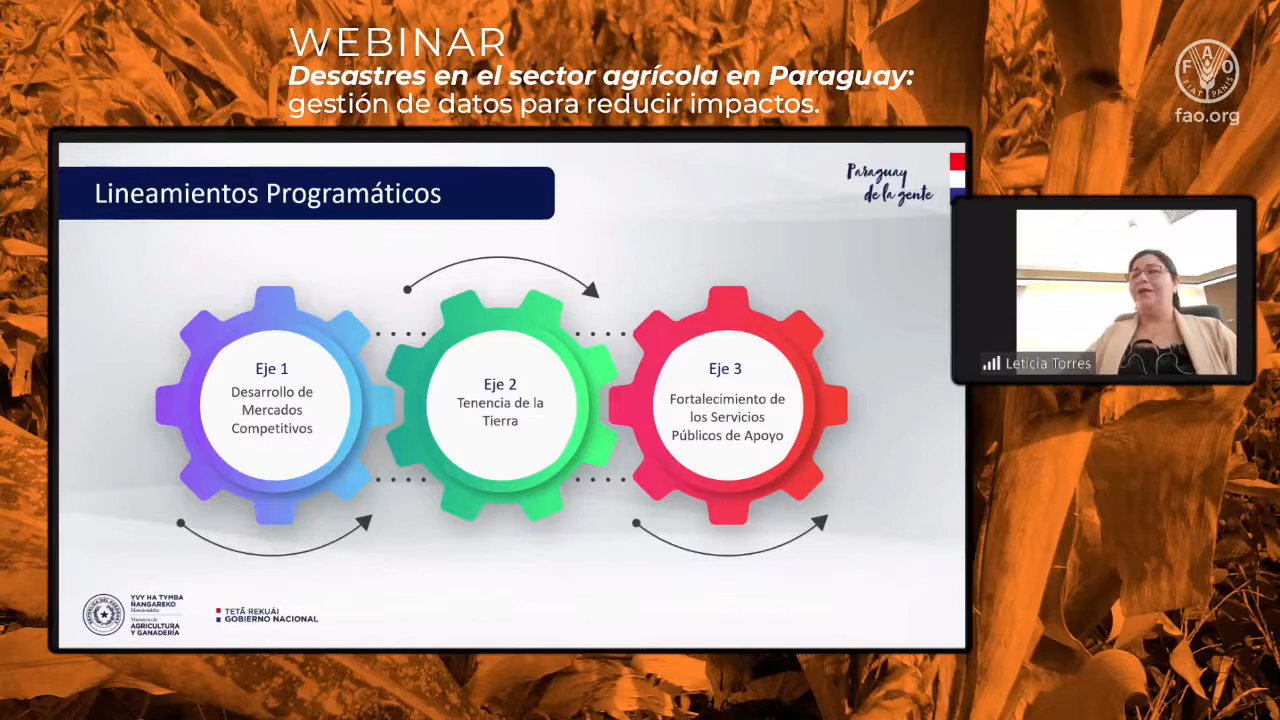 WEBINAR
Desastres en el sector agrícola en Paraguay:
gestión de datos para reducir impactos.
F A O
FIAT PANIS
fao.org
Lineamientos Programáticos
Paraguay
de la gente
Eje 1
Desarrollo de
Mercados
Competitivos
Eje 2
Tenencia de la
Tierra
Eje 3
Fortalecimiento de
los Servicios
Públicos de Apoyo
Leticia Torres
YVY HA TYMBA
ÑANGAREKO
Motenondeha
Ministerio de
AGRICULTURA
Y GANADERÍA
TETÃ REKUÁI
GOBIERNO NACIONAL